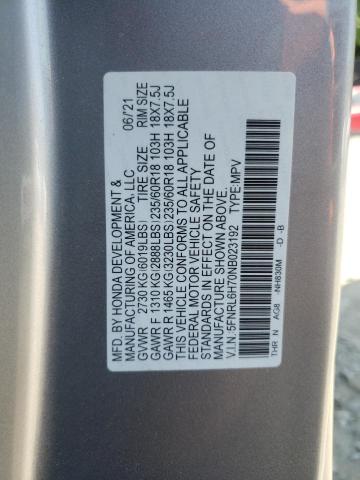 MFD. BY HONDA DEVELOPMENT & 06/'21
MANUFACTURING OF AMERICA, LLC
GVWR 2730 KG (6019LBS) TIRE SIZE RIM SIZE
GAWR F 1310 KG (2888LBS) 235/60R18 103H 18X7.5J
GAWR R 1465 KG (3230LBS) 235/60R18 103H 18X7.5J
THIS VEHICLE CONFORMS TO ALL APPLICABLE
FEDERAL MOTOR VEHICLE SAFETY
STANDARDS IN EFFECT ON THE DATE OF
MANUFACTURE SHOWN ABOVE.
V.I.N.:5FNRL6H70NB023192 TYPE:MPV
THR N AG8 -NH830M -D -B